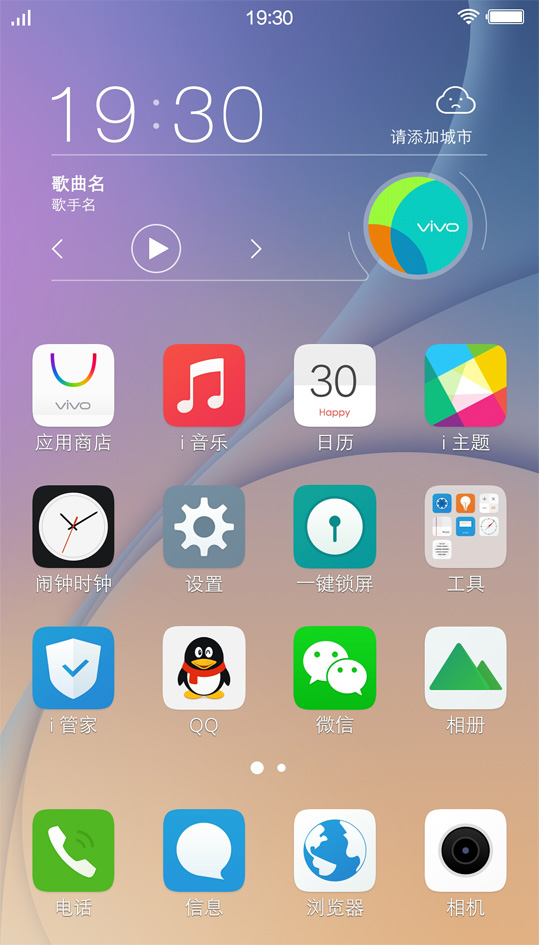 19:30
19:30
请添加城市
歌曲名
歌手名
vivo
vivo
30
Happy
应用商店
i 音乐
日历
i 主题
闹钟时钟
设置
一键锁屏
工具
i 管家
QQ
微信
相册
电话
信息
浏览器
相机